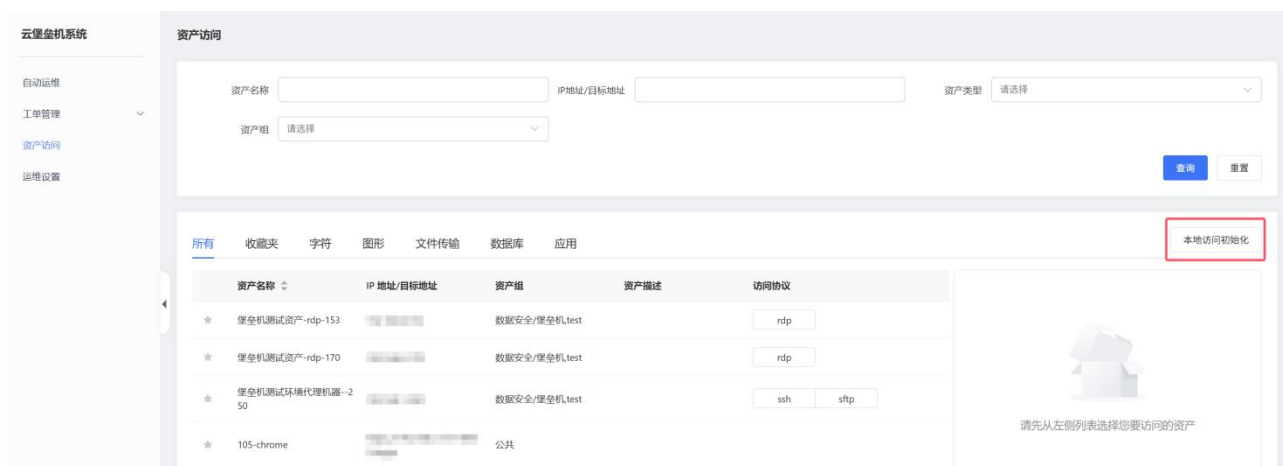 云堡垒机系统
资产访问
自动运维
工单管理
资产访问
运维设置
资产名称
IP地址/目标地址
资产类型 请选择
资产组 请选择
查询 重置
所有 收藏夹 字符 图形 文件传输 数据库 应用
本地访问初始化
资产名称 IP 地址/目标地址 资产组 资产描述 访问协议
堡垒机测试资产-rdp-153 数据安全/堡垒机,test rdp
堡垒机测试资产-rdp-170 数据安全/堡垒机,test rdp
堡垒机测试环境代理机器--2
50 数据安全/堡垒机,test ssh sftp
105-chrome 公共
请先从左侧列表选择您要访问的资产